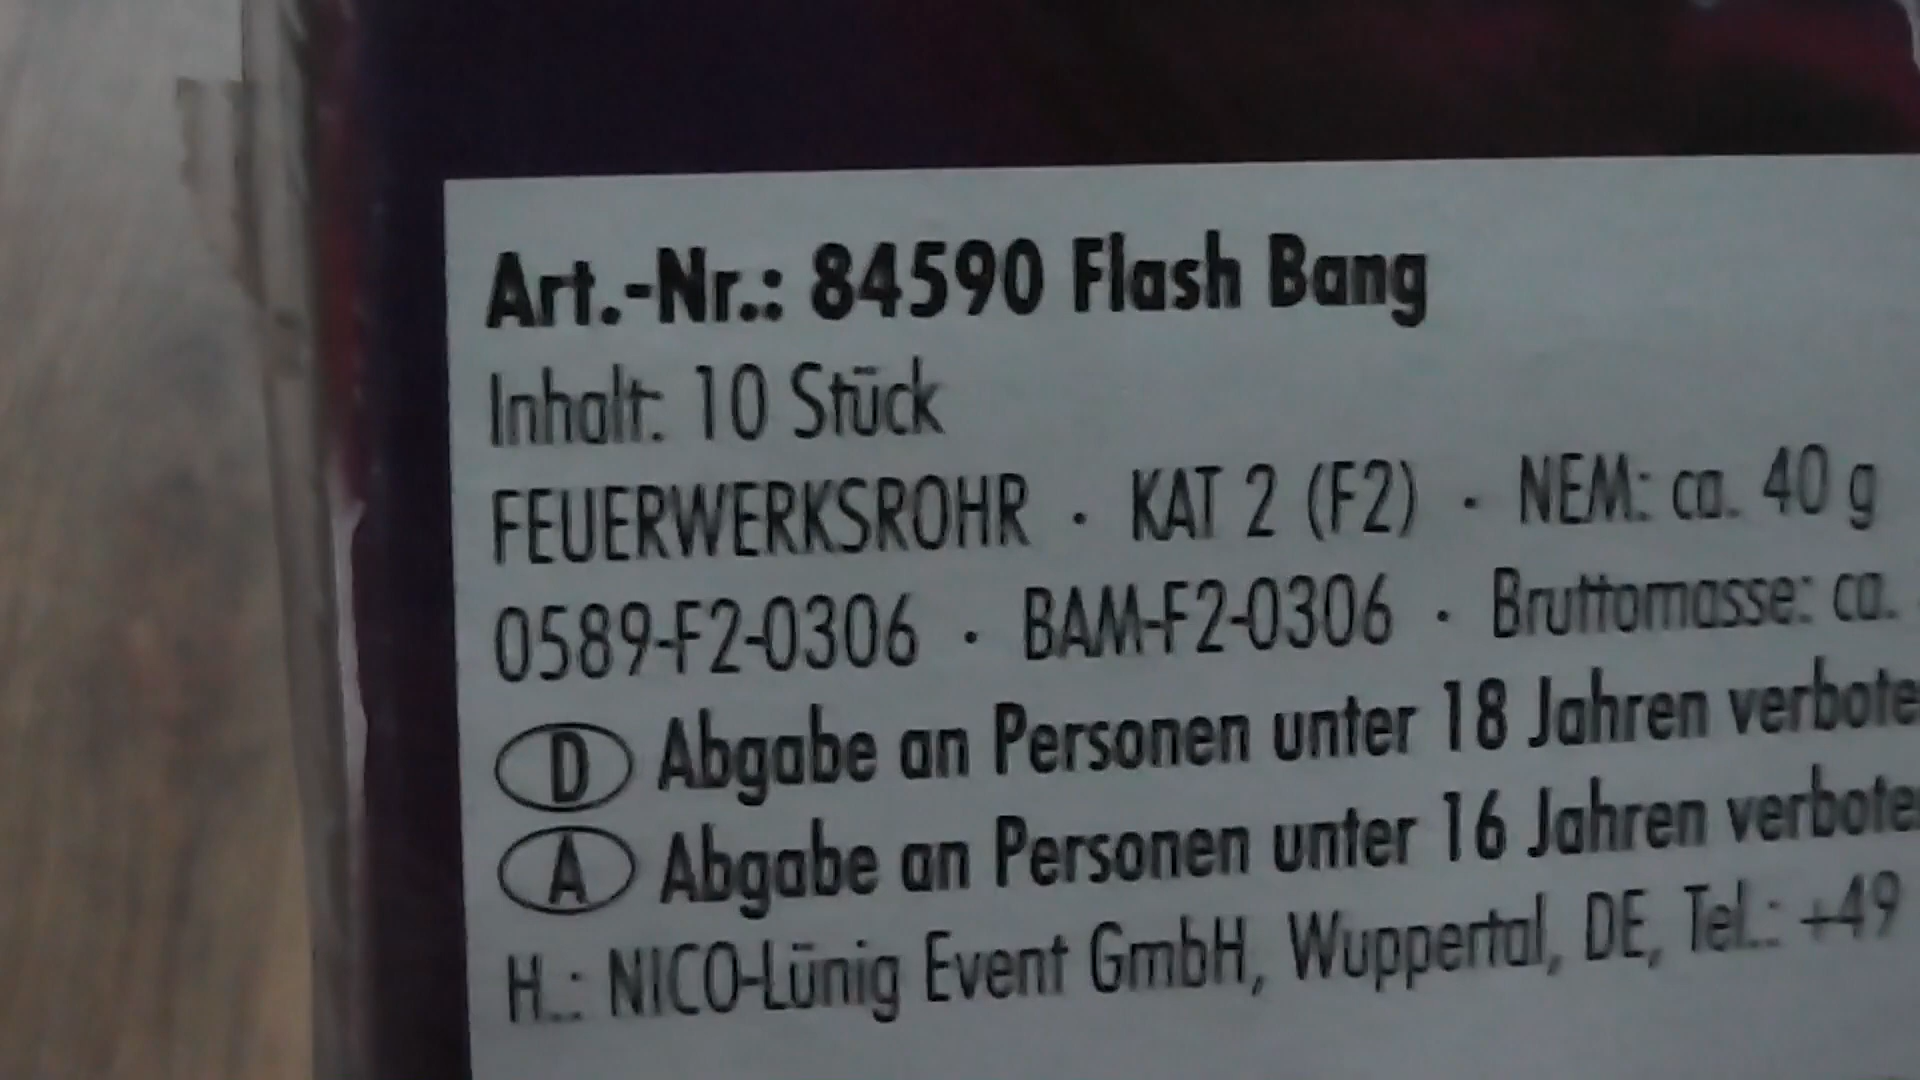 Art.-Nr.: 84590 Flash Bang
Inhalt: 10 Stück
FEUERWERKSROHR · KAT 2 (F2) · NEM: ca. 40 g
0589-F2-0306 · BAM-F2-0306 · Bruttomasse: ca.
D Abgabe an Personen unter 18 Jahren verbote
A Abgabe an Personen unter 16 Jahren verbote
H.: NICO-Lünig Event GmbH, Wuppertal, DE, Tel.: +49